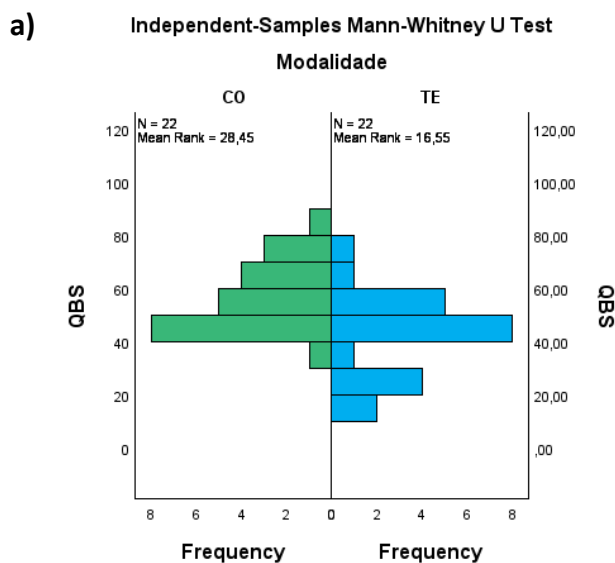 a)
Independent-Samples Mann-Whitney U Test
Modalidade
CO TE
N = 22
Mean Rank = 28,45
N = 22
Mean Rank = 16,55
QBS
120
100
80
60
40
20
0
120,00
100,00
80,00
60,00
40,00
20,00
,00
QBS
8 6 4 2 0 0 2 4 6 8
Frequency Frequency